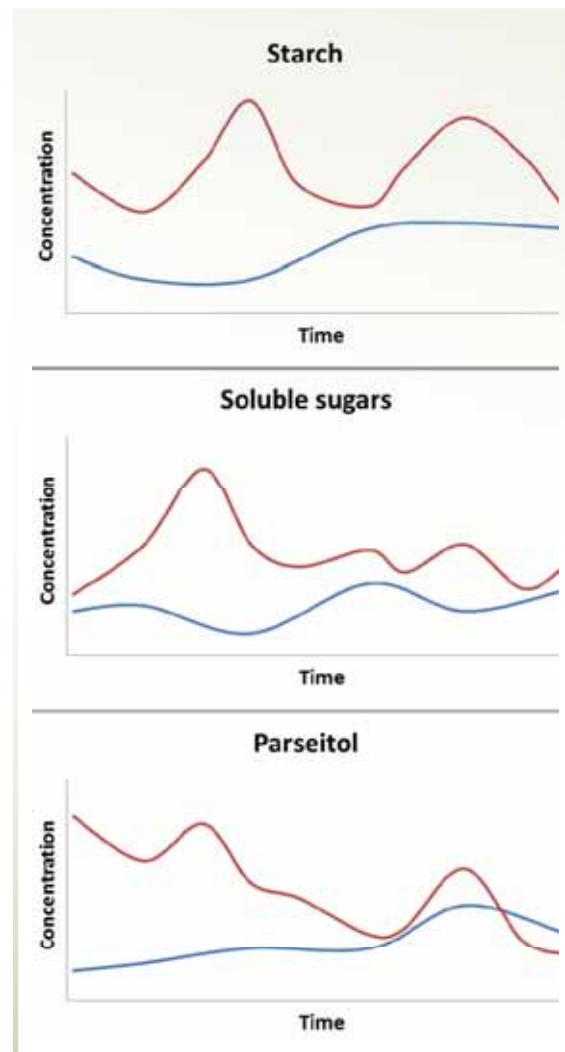 Starch
Concentration
Time
Soluble sugars
Concentration
Time
Parseitol
Concentration
Time